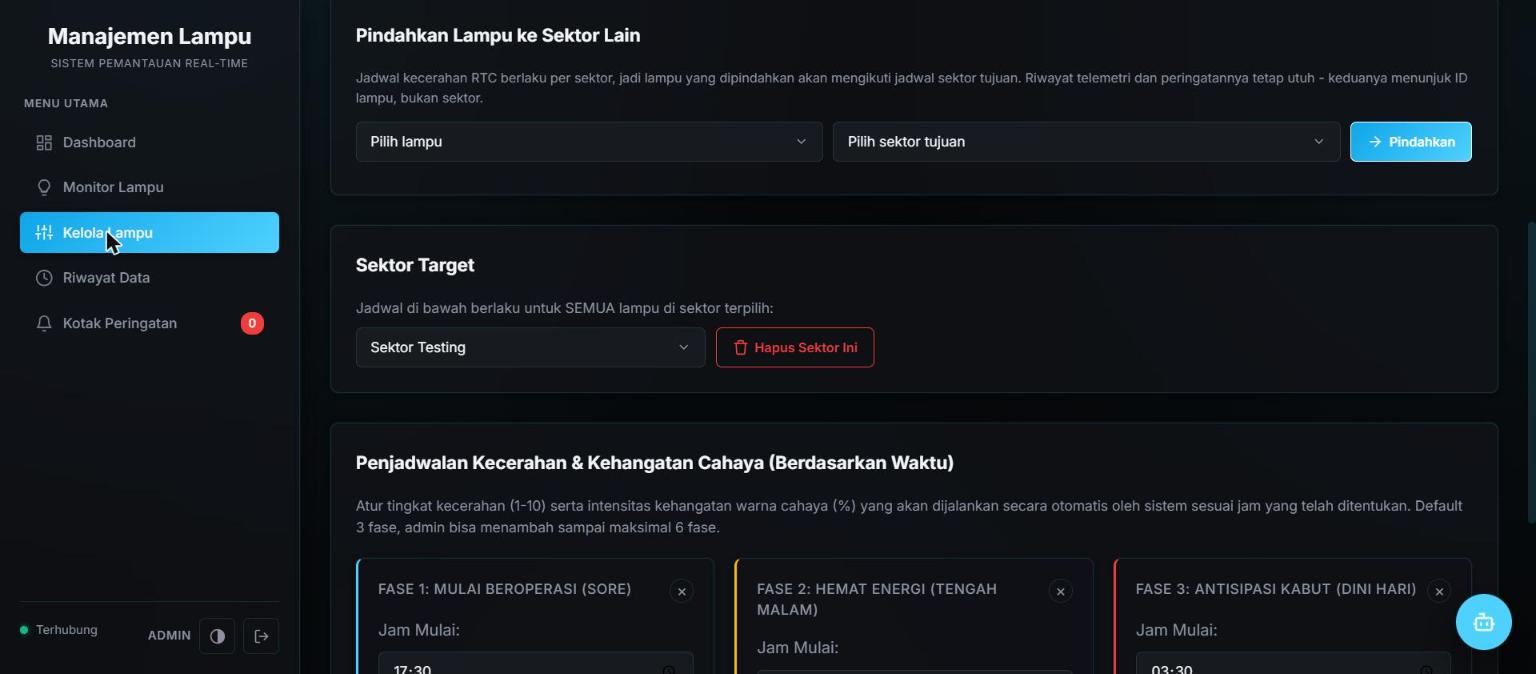 Manajemen Lampu
SISTEM PEMANTAUAN REAL-TIME
MENU UTAMA
Dashboard
Monitor Lampu
Kelola Lampu
Riwayat Data
Kotak Peringatan 0
Terhubung
ADMIN
Pindahkan Lampu ke Sektor Lain
Jadwal kecerahan RTC berlaku per sektor, jadi lampu yang dipindahkan akan mengikuti jadwal sektor tujuan. Riwayat telemetri dan peringatannya tetap utuh - keduanya menunjuk ID
lampu, bukan sektor.
Pilih lampu
Pilih sektor tujuan
Pindahkan
Sektor Target
Jadwal di bawah berlaku untuk SEMUA lampu di sektor terpilih:
Sektor Testing
Hapus Sektor Ini
Penjadwalan Kecerahan & Kehangatan Cahaya (Berdasarkan Waktu)
Atur tingkat kecerahan (1-10) serta intensitas kehangatan warna cahaya (%) yang akan dijalankan secara otomatis oleh sistem sesuai jam yang telah ditentukan. Default
3 fase, admin bisa menambah sampai maksimal 6 fase.
FASE 1: MULAI BEROPERASI (SORE)
Jam Mulai:
17:30
FASE 2: HEMAT ENERGI (TENGAH
MALAM)
Jam Mulai:
FASE 3: ANTISIPASI KABUT (DINI HARI)
Jam Mulai:
03:30